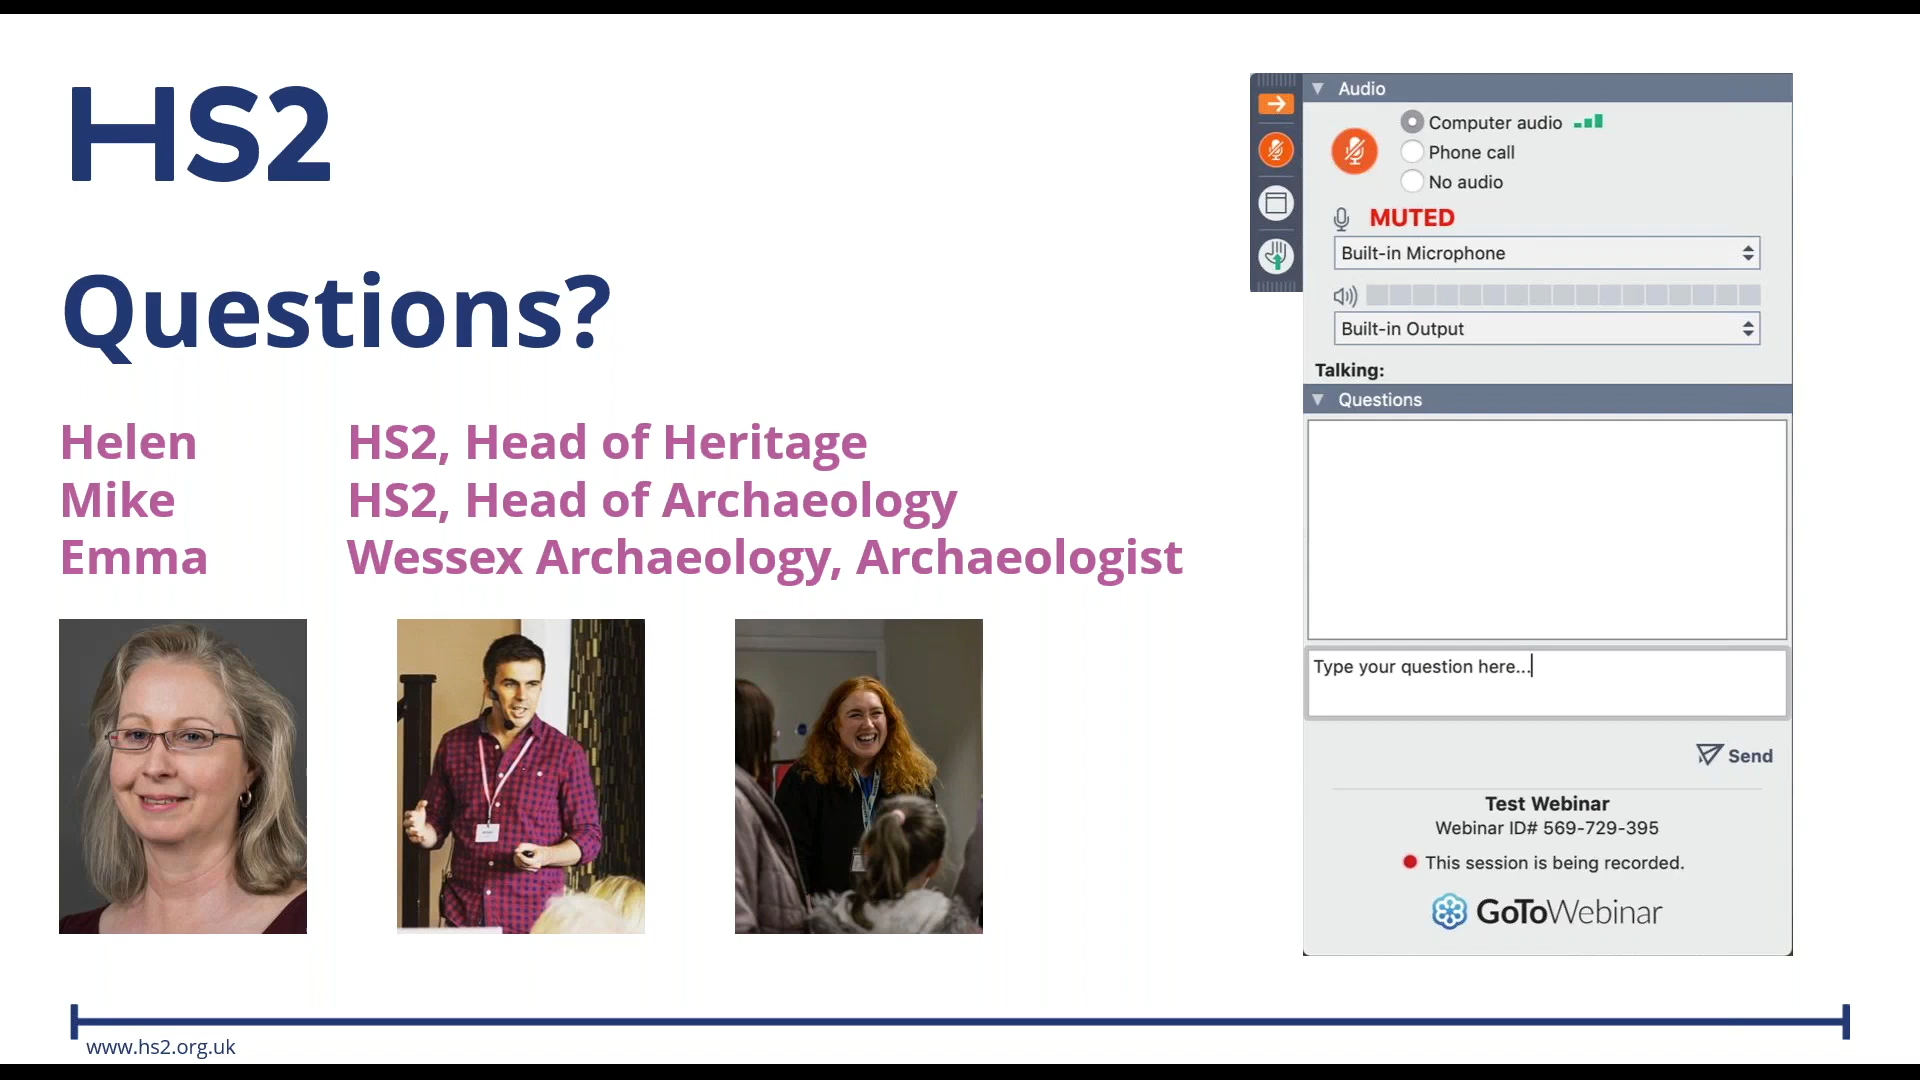 HS2
Questions?
Helen HS2, Head of Heritage
Mike HS2, Head of Archaeology
Emma Wessex Archaeology, Archaeologist
www.hs2.org.uk
Audio
Computer audio
Phone call
No audio
MUTED
Built-in Microphone
Built-in Output
Talking:
Questions
Type your question here...
Send
Test Webinar
Webinar ID# 569-729-395
This session is being recorded.
GoToWebinar